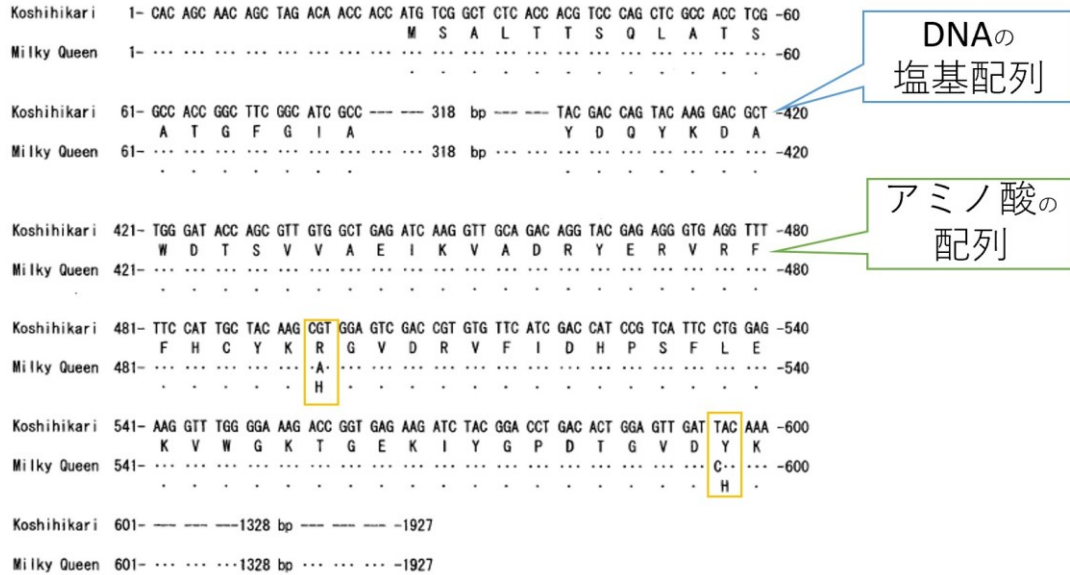 Koshihikari 1- CAC AGC AAC AGC TAG ACA ACC ACC ATG TCG GCT CTC ACC ACG TCC CAG CTC GCC ACC TCG -60
M S A L T T S Q L A T S
Milky Queen 1- ... ... ... ... ... ... ... ... ... ... ... ... ... ... ... ... ... ... ... ... -60
. . . . . . . . . . . .
DNAの
塩基配列
Koshihikari 61- GCC ACC GGC TTC GGC ATC GCC ---- --- 318 bp --- ---- TAC GAC CAG TAC AAG GAC GCT -420
A T G F G I A Y D Q Y K D A
Milky Queen 61- ... ... ... ... ... ... ... ... ... 318 bp ... ... ... ... ... ... ... ... ... -420
. . . . . . . . . . . . . .
アミノ酸の
配列
Koshihikari 421- TGG GAT ACC AGC GTT GTG GCT GAG ATC AAG GTT GCA GAC AGG TAC GAG AGG GTG AGG TTT -480
W D T S V V A E I K V A D R Y E R V R F
Milky Queen 421- ... ... ... ... ... ... ... ... ... ... ... ... ... ... ... ... ... ... ... ... -480
. . . . . . . . . . . . . . . . . . . .
Koshihikari 481- TTC CAT TGC TAC AAG CGT GGA GTC GAC CGT GTG TTC ATC GAC CAT CCG TCA TTC CTG GAG -540
F H C Y K R G V D R V F I D H P S F L E
Milky Queen 481- ... ... ... ... ... .A. ... ... ... ... ... ... ... ... ... ... ... ... ... ... -540
. . . . . H . . . . . . . . . . . . . .
Koshihikari 541- AAG GTT TGG GGA AAG ACC GGT GAG AAG ATC TAC GGA CCT GAC ACT GGA GTT GAT TAC AAA -600
K V W G K T G E K I Y G P D T G V D Y K
Milky Queen 541- ... ... ... ... ... ... ... ... ... ... ... ... ... ... ... ... ... ... C.. ... -600
. . . . . . . . . . . . . . . . . . H .
Koshihikari 601- --- --- ---1328 bp --- --- --- -1927
Milky Queen 601- ... ... ...1328 bp ... ... ... -1927